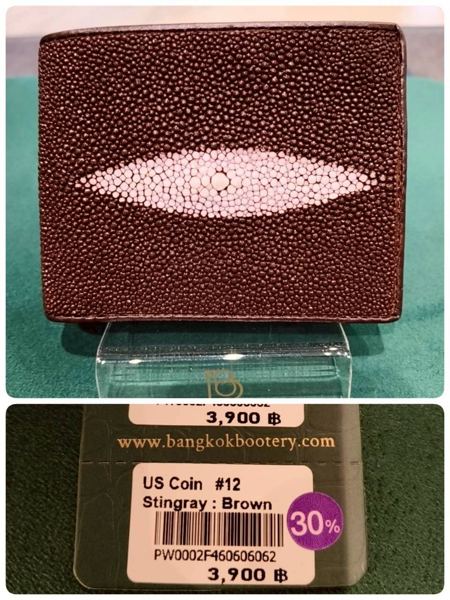 3,900 ฿
www.bangkokbootery.com
US Coin #12
Stingray : Brown
30%
PW0002F460606062
3,900 ฿